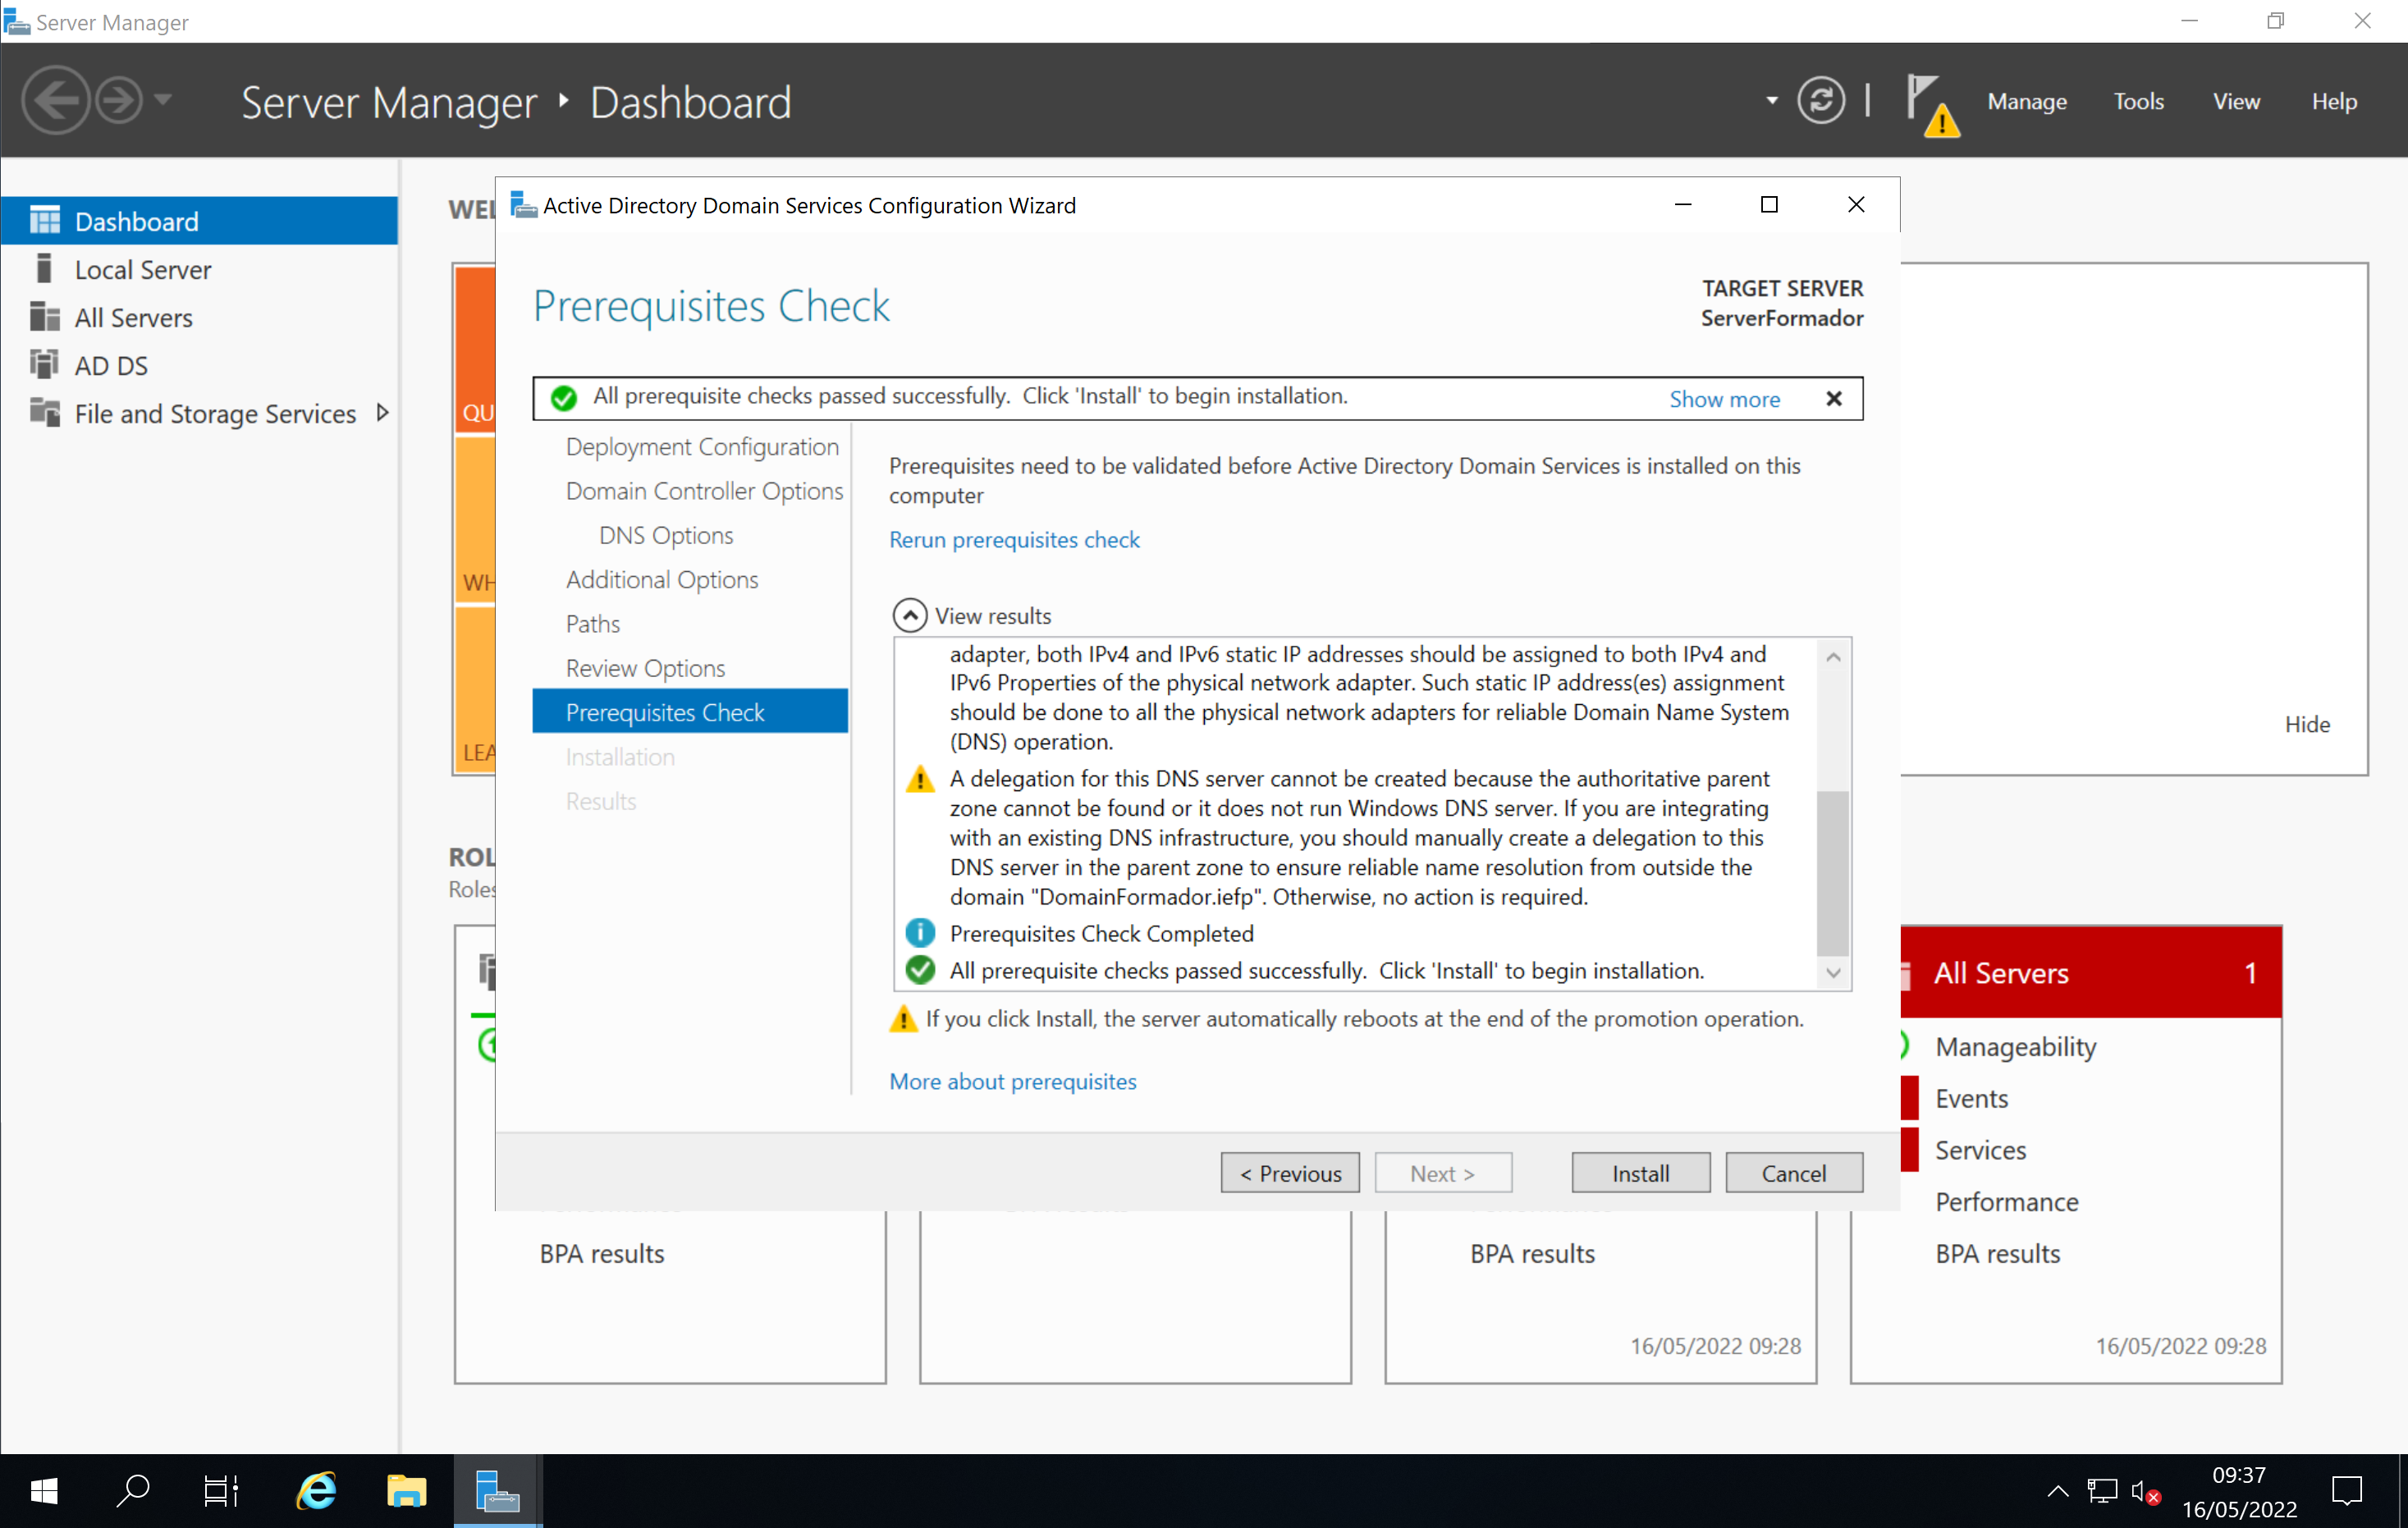 Server Manager
Server Manager
Dashboard
Manage
Tools
View
Help
Dashboard
Local Server
All Servers
AD DS
File and Storage Services
WEL
QU
WH
LEA
Hide
ROL
Roles
Active Directory Domain Services Configuration Wizard
Prerequisites Check
TARGET SERVER
ServerFormador
All prerequisite checks passed successfully.  Click 'Install' to begin installation.
Show more
Deployment Configuration
Domain Controller Options
DNS Options
Additional Options
Paths
Review Options
Prerequisites Check
Installation
Results
Prerequisites need to be validated before Active Directory Domain Services is installed on this
computer
Rerun prerequisites check
View results
adapter, both IPv4 and IPv6 static IP addresses should be assigned to both IPv4 and
IPv6 Properties of the physical network adapter. Such static IP address(es) assignment
should be done to all the physical network adapters for reliable Domain Name System
(DNS) operation.
A delegation for this DNS server cannot be created because the authoritative parent
zone cannot be found or it does not run Windows DNS server. If you are integrating
with an existing DNS infrastructure, you should manually create a delegation to this
DNS server in the parent zone to ensure reliable name resolution from outside the
domain "DomainFormador.iefp". Otherwise, no action is required.
Prerequisites Check Completed
All prerequisite checks passed successfully.  Click 'Install' to begin installation.
If you click Install, the server automatically reboots at the end of the promotion operation.
More about prerequisites
< Previous
Next >
Install
Cancel
BPA results
BPA results
16/05/2022 09:28
All Servers
1
Manageability
Events
Services
Performance
BPA results
16/05/2022 09:28
09:37
16/05/2022